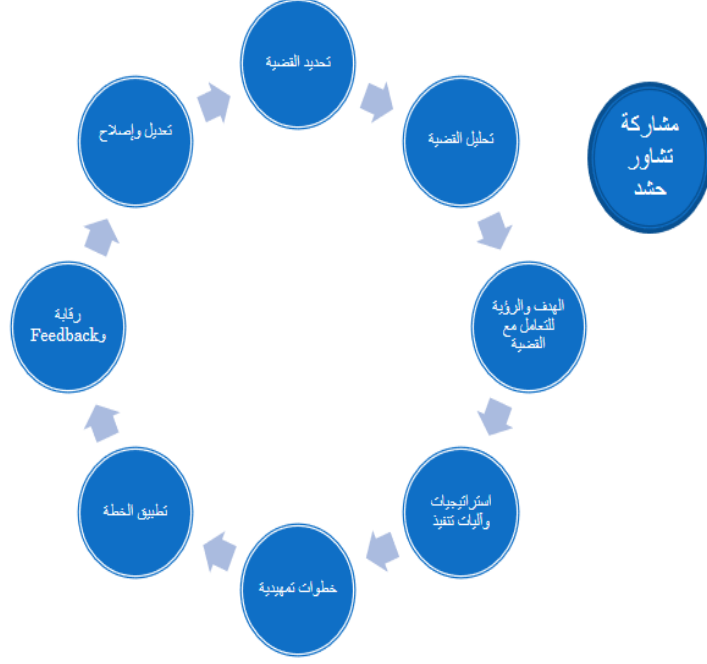 تحديد القضية
تحليل القضية
الهدف والرؤية
للتعامل مع
القضية
استراتيجيات
وأليات تنفيذ
خطوات تمهيدية
تطبيق الخطة
رقابة
وFeedback
تعديل وإصلاح
مشاركة
تشاور
حشد